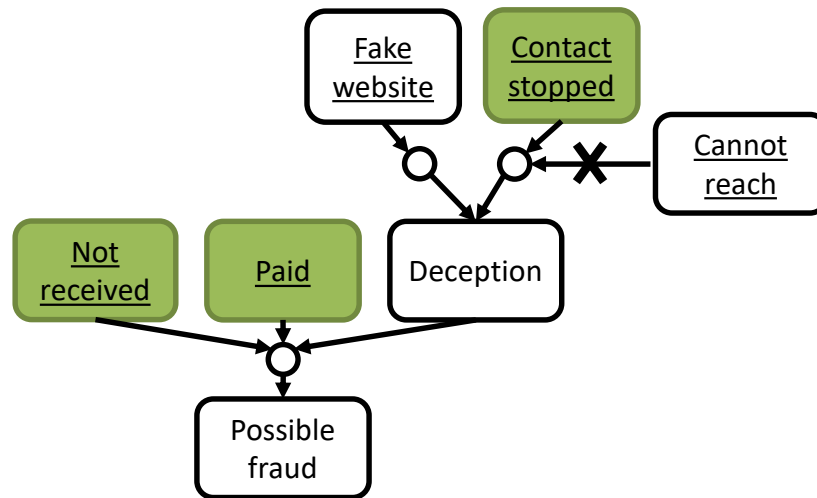 Fake
website
Contact
stopped
Cannot
reach
Not
received
Paid
Deception
Possible
fraud